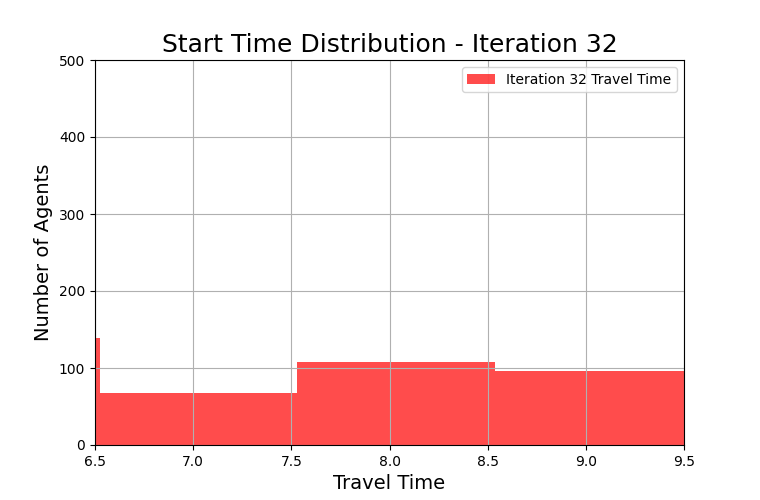 Start Time Distribution - Iteration 32
Iteration 32 Travel Time
Number of Agents
500
400
300
200
100
0
6.5 7.0 7.5 8.0 8.5 9.0 9.5
Travel Time